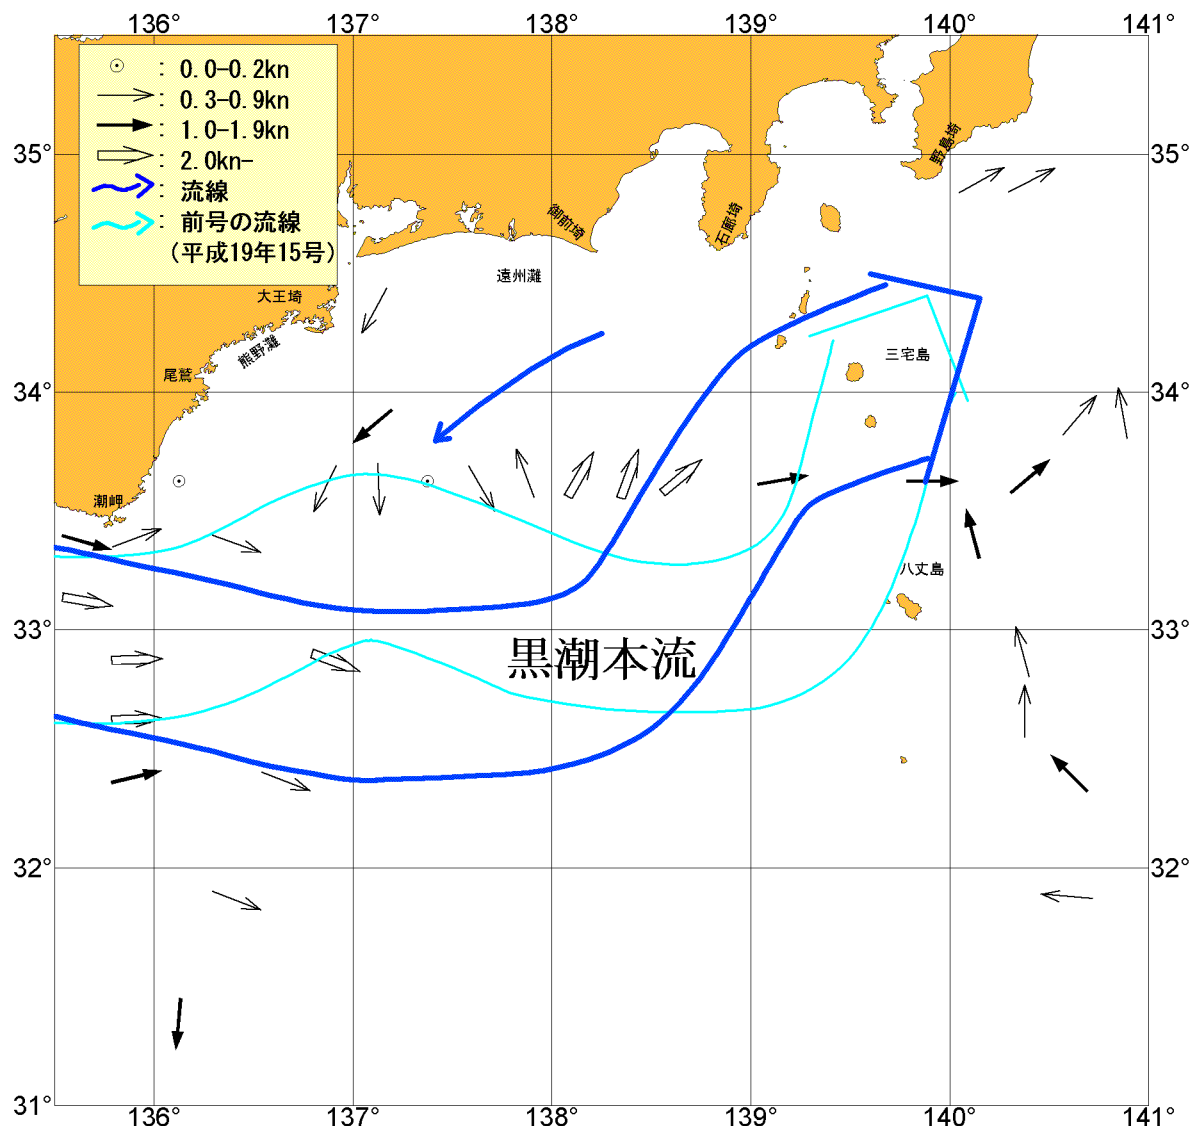 136° 137° 138° 139° 140° 141°
: 0.0-0.2kn
: 0.3-0.9kn
: 1.0-1.9kn
: 2.0kn-
: 流線
: 前号の流線
(平成19年15号)
35° 35°
野島埼
石廊埼
御前埼
遠州灘
大王埼
熊野灘
尾鷲
三宅島
34° 34°
潮岬
八丈島
33° 33°
黒潮本流
32° 32°
31° 31°
136° 137° 138° 139° 140° 141°